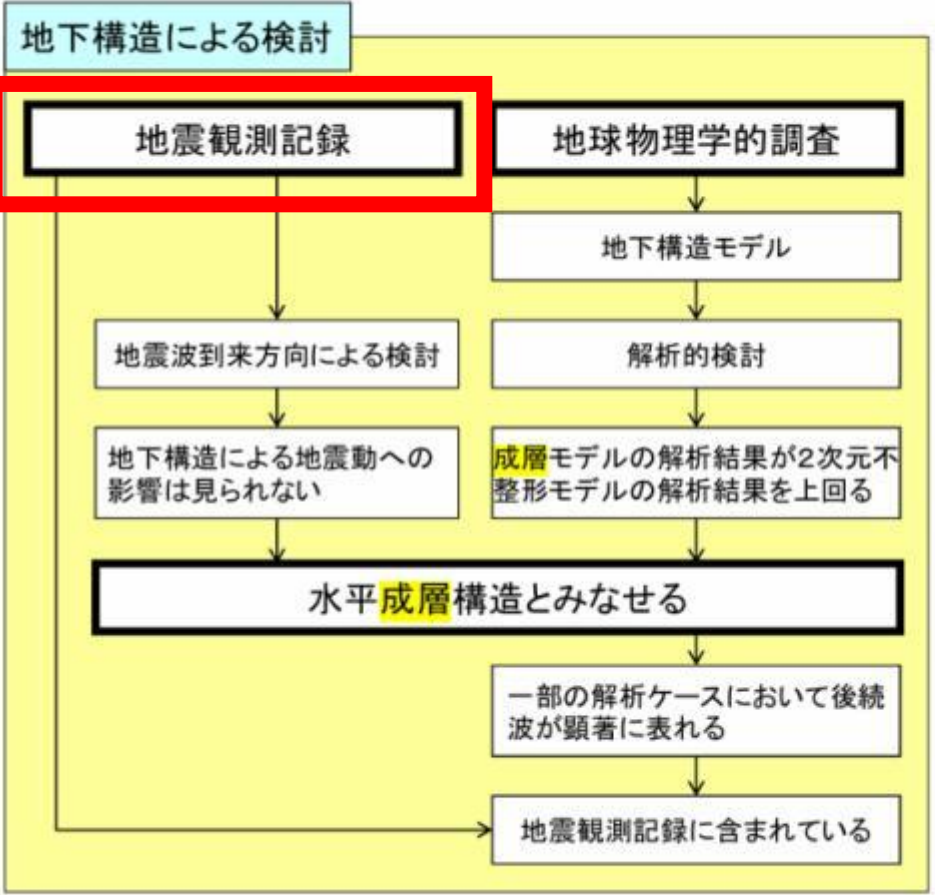 地下構造による検討
地震観測記録
地球物理学的調査
地下構造モデル
地震波到来方向による検討
解析的検討
地下構造による地震動への
影響は見られない
成層モデルの解析結果が2次元不
整形モデルの解析結果を上回る
水平成層構造とみなせる
一部の解析ケースにおいて後続
波が顕著に表れる
地震観測記録に含まれている